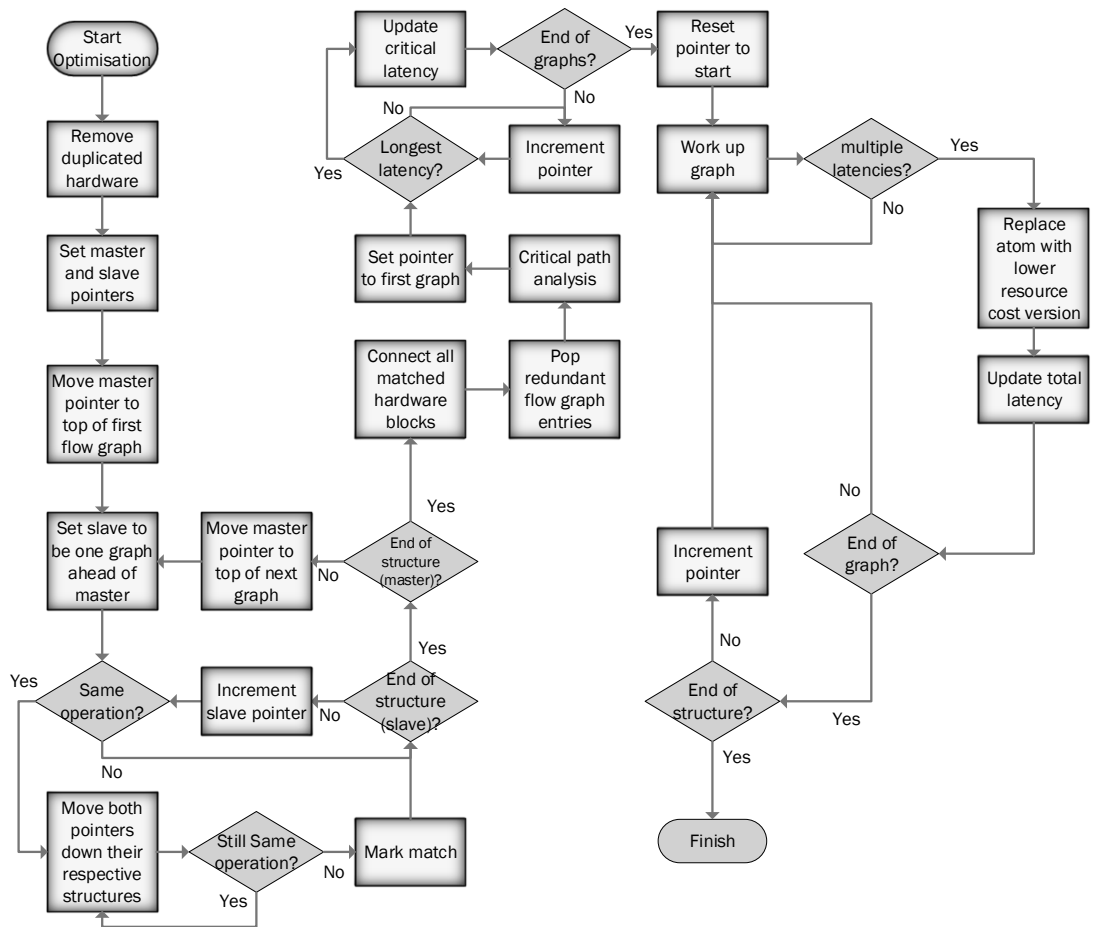 Start
Optimisation
Remove
duplicated
hardware
Set master
and slave
pointers
Move master
pointer to
top of first
flow graph
Set slave to
be one graph
ahead of
master
Same
operation?
Yes
No
Move both
pointers
down their
respective
structures
Still Same
operation?
Yes
No
Mark match
End of
structure
(slave)?
No
Increment
slave pointer
Yes
End of
structure
(master)?
No
Move master
pointer to
top of next
graph
Yes
Connect all
matched
hardware
blocks
Pop
redundant
flow graph
entries
Critical path
analysis
Set pointer
to first graph
Longest
latency?
Yes
No
Update
critical
latency
End of
graphs?
No
Increment
pointer
Yes
Reset
pointer to
start
Work up
graph
multiple
latencies?
Yes
No
Replace
atom with
lower
resource
cost version
Update total
latency
End of
graph?
No
Yes
End of
structure?
No
Increment
pointer
Yes
Finish